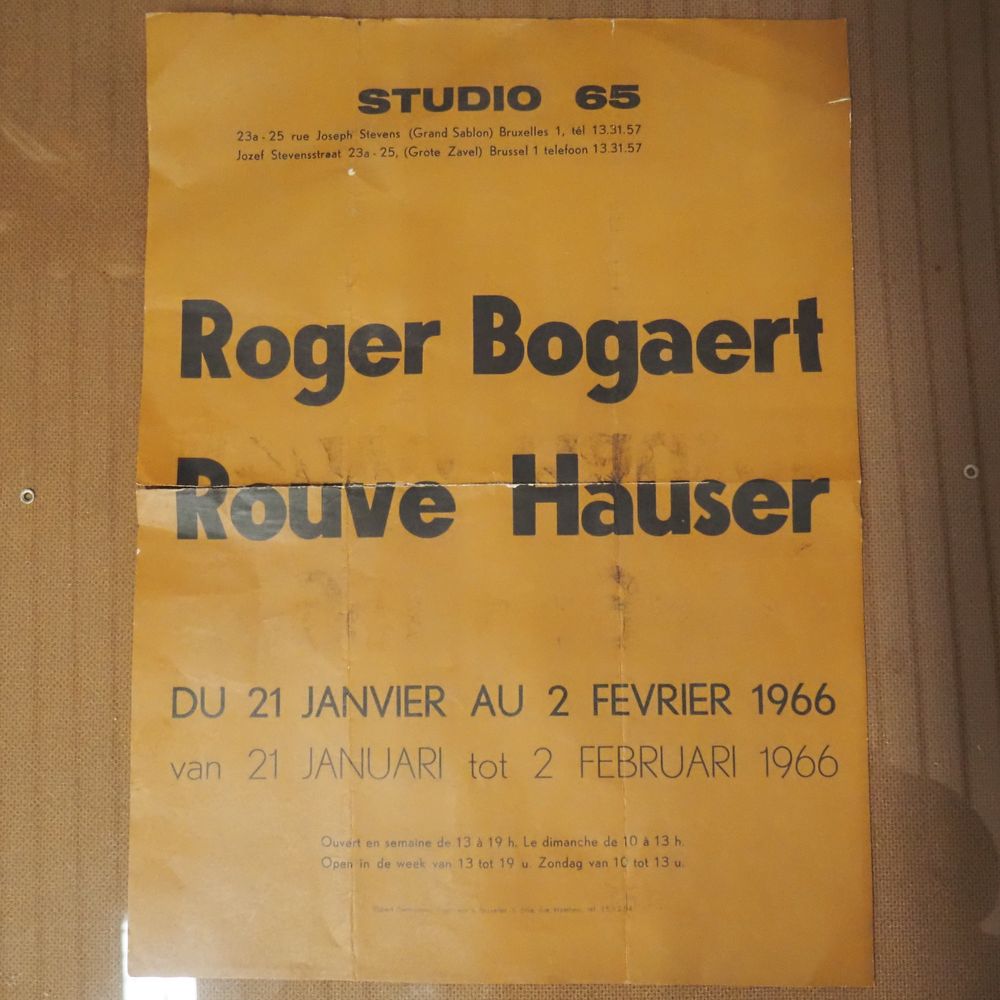 STUDIO 65
23a - 25 rue Joseph Stevens (Grand Sablon) Bruxelles 1, tél 13.31.57
Jozef Stevensstraat 23a - 25, (Grote Zavel) Brussel 1 telefoon 13.31.57
Roger Bogaert
Rouve Hauser
DU 21 JANVIER AU 2 FEVRIER 1966
van 21 JANUARI tot 2 FEBRUARI 1966
Ouvert en semaine de 13 à 19 h. Le dimanche de 10 à 13 h.
Open in de week van 13 tot 19 u. Zondag van 10 tot 13 u.